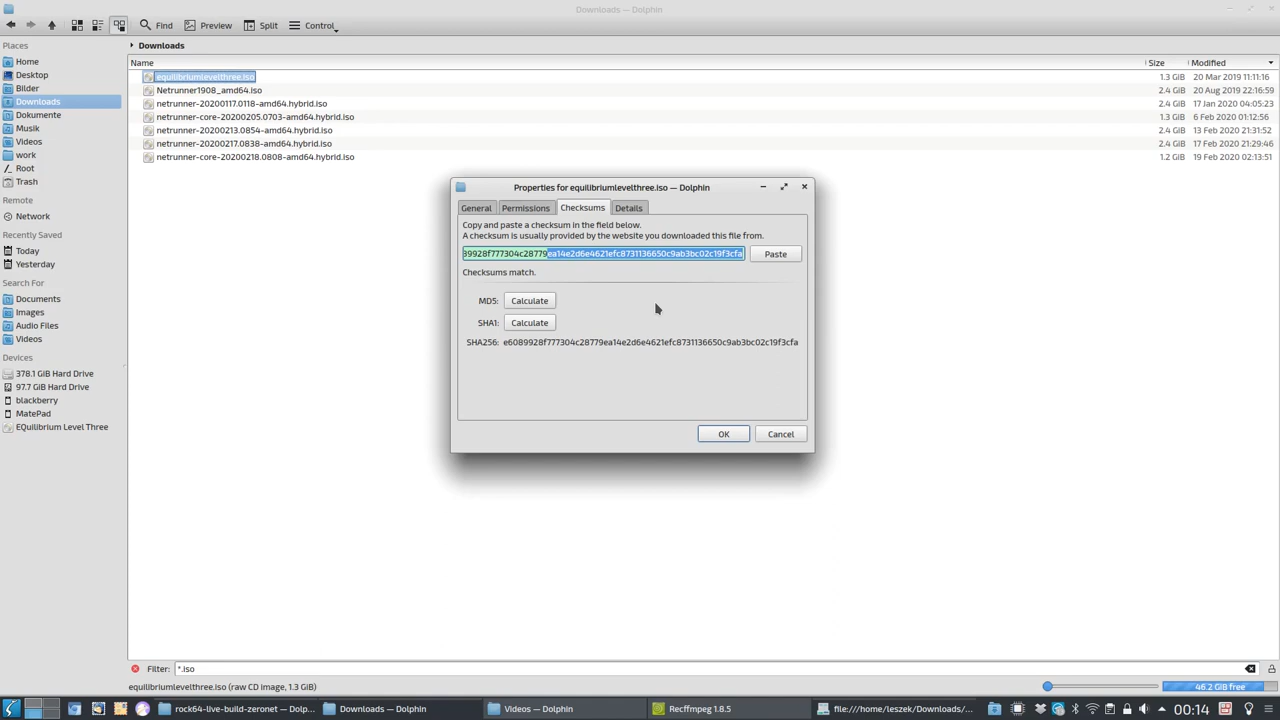 Downloads — Dolphin
Find Preview Split Control
Places
Home
Desktop
Bilder
Downloads
Dokumente
Musik
Videos
work
Root
Trash
Remote
Network
Recently Saved
Today
Yesterday
Search For
Documents
Images
Audio Files
Videos
Devices
378.1 GiB Hard Drive
97.7 GiB Hard Drive
blackberry
MatePad
EQuilibrium Level Three
Downloads
Name Size Modified
equilibriumlevelthree.iso 1.3 GiB 20 Mar 2019 11:11:16
Netrunner1908_amd64.iso 2.4 GiB 20 Aug 2019 22:16:59
netrunner-20200117.0118-amd64.hybrid.iso 2.4 GiB 17 Jan 2020 04:05:23
netrunner-core-20200205.0703-amd64.hybrid.iso 1.2 GiB 6 Feb 2020 01:12:56
netrunner-20200213.0854-amd64.hybrid.iso 2.4 GiB 13 Feb 2020 21:31:52
netrunner-20200217.0838-amd64.hybrid.iso 2.4 GiB 17 Feb 2020 21:29:46
netrunner-core-20200218.0808-amd64.hybrid.iso 1.2 GiB 19 Feb 2020 02:13:51
Properties for equilibriumlevelthree.iso — Dolphin
General Permissions Checksums Details
Copy and paste a checksum in the field below.
A checksum is usually provided by the website you downloaded this file from.
39928f777304c28779ea14e2d6e4621efc8731136650c9ab3bc02c19f3cfa Paste
Checksums match.
MD5: Calculate
SHA1: Calculate
SHA256: e6089928f777304c28779ea14e2d6e4621efc8731136650c9ab3bc02c19f3cfa
OK Cancel
Filter: *.iso
equilibriumlevelthree.iso (raw CD image, 1.3 GiB) 46.2 GiB free
rock64-live-build-zeronet — Dolp... Downloads — Dolphin Videos — Dolphin Recffmpeg 1.8.5 file:///home/leszek/Downloads/... 00:14